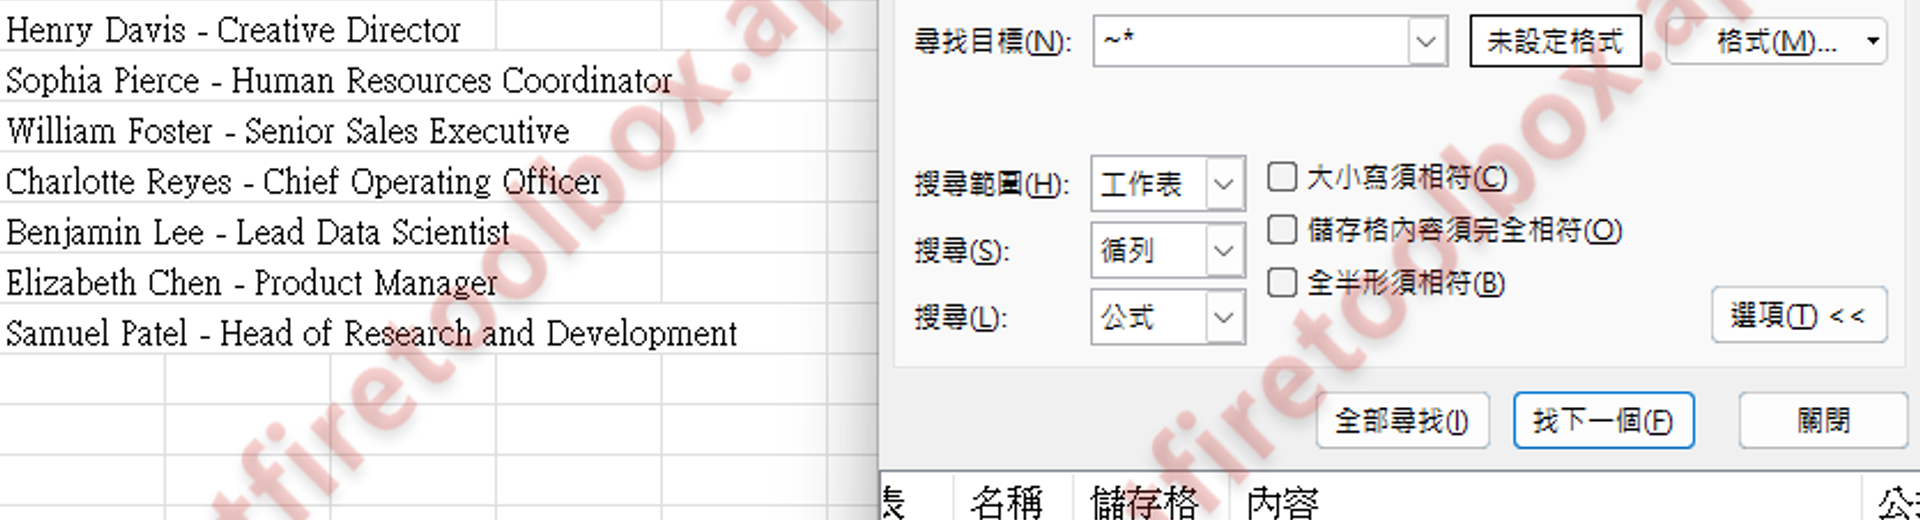 Henry Davis - Creative Director
Sophia Pierce - Human Resources Coordinator
William Foster - Senior Sales Executive
Charlotte Reyes - Chief Operating Officer
Benjamin Lee - Lead Data Scientist
Elizabeth Chen - Product Manager
Samuel Patel - Head of Research and Development
尋找目標(N): ~* 未設定格式 格式(M)...
搜尋範圍(H): 工作表 大小寫須相符(C)
儲存格內容須完全相符(O)
搜尋(S): 循列
全半形須相符(B)
搜尋(L): 公式 選項(T) <<
全部尋找(I) 找下一個(F) 關閉
表 名稱 儲存格 內容 公
firetoolbox.ap
tfiretoolbox.ap